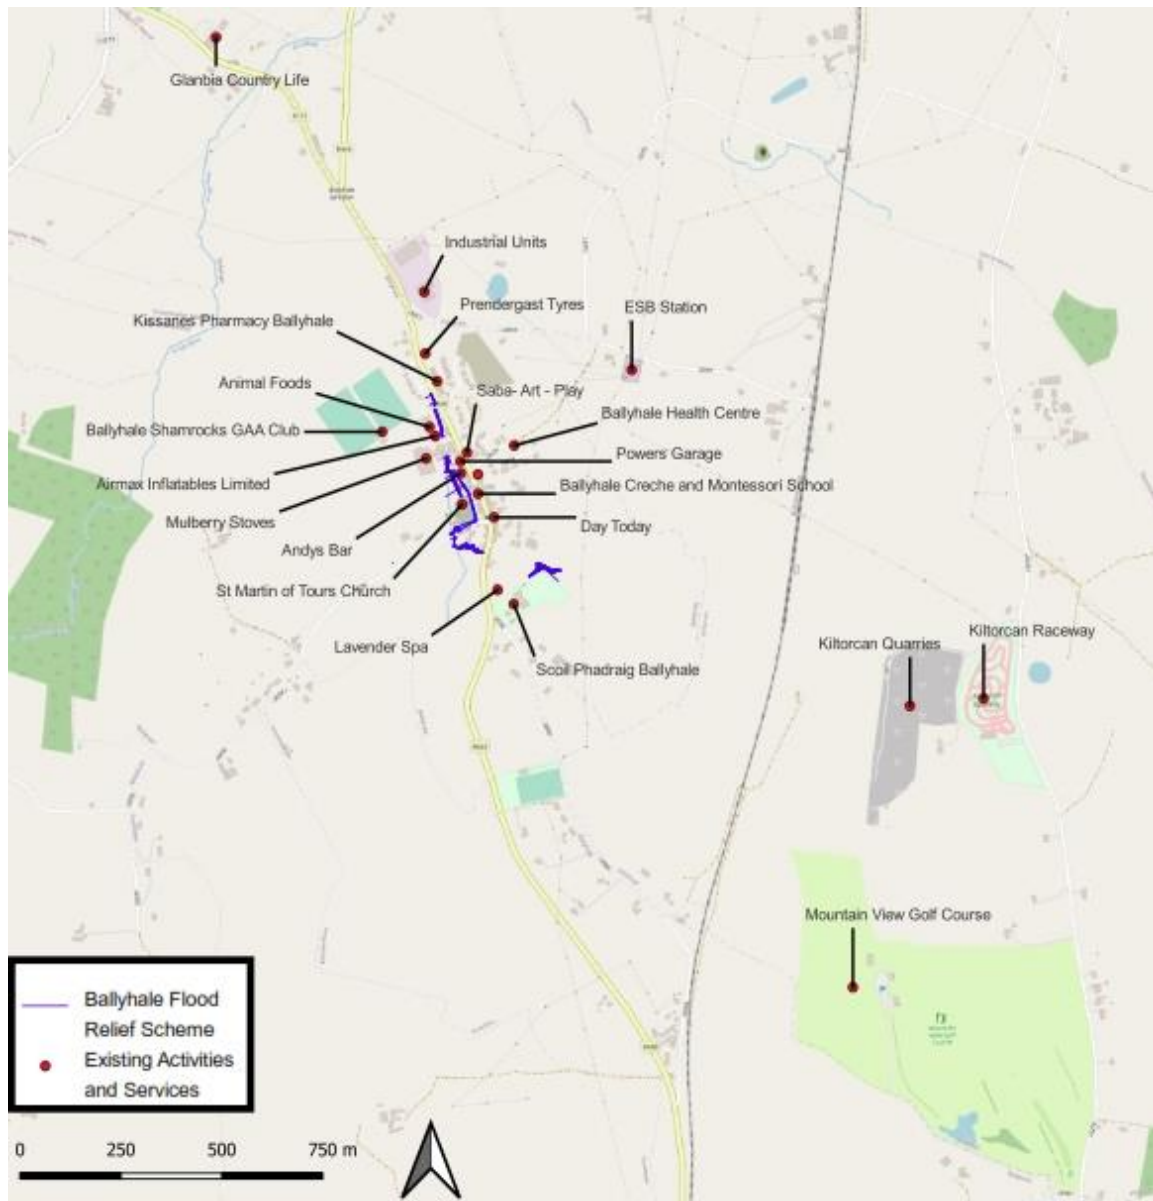 Glanbia Country Life
Industrial Units
Prendergast Tyres
ESB Station
Kissanes Pharmacy Ballyhale
Animal Foods
Saba- Art - Play
Ballyhale Health Centre
Ballyhale Shamrocks GAA Club
Powers Garage
Airmax Inflatables Limited
Ballyhale Creche and Montessori School
Mulberry Stoves
Day Today
Andys Bar
St Martin of Tours Church
Lavender Spa
Scoil Phadraig Ballyhale
Kiltorcan Quarries
Kiltorcan Raceway
Mountain View Golf Course
Ballyhale Flood
Relief Scheme
Existing Activities
and Services
0 250 500 750 m